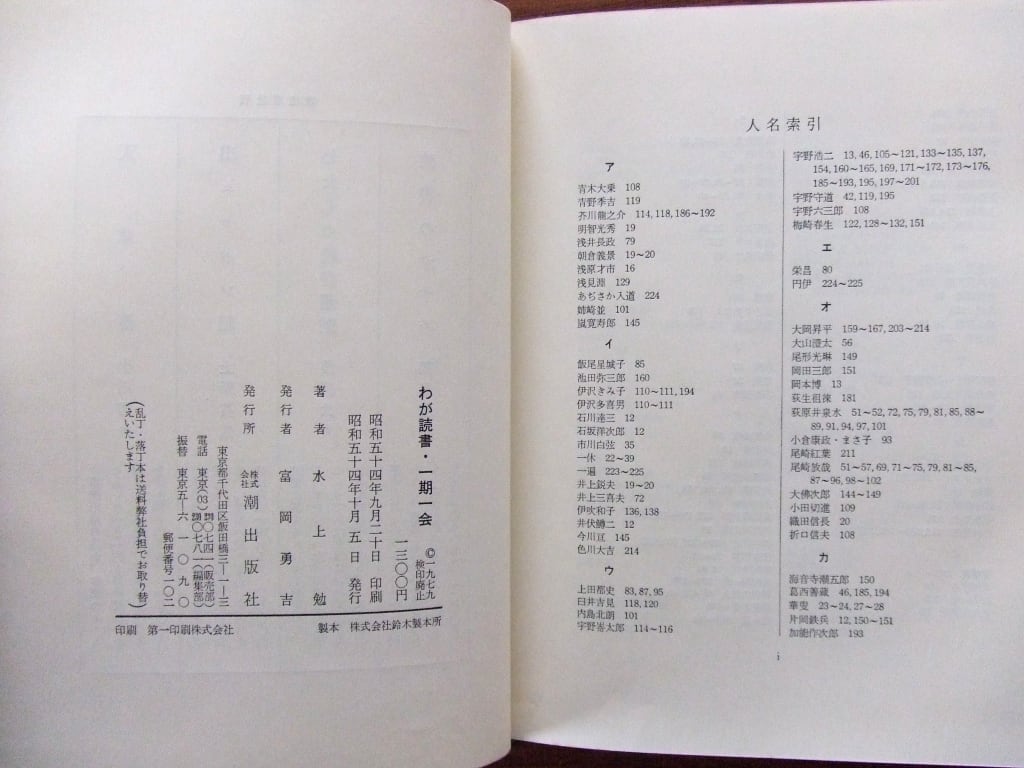 人名索引
ア
青木大乗 108
青野季吉 119
芥川龍之介 114, 118, 186～192
明智光秀 19
浅井長政 79
朝倉義景 19～20
浅原才市 16
浅見淵 129
あぢさか入道 224
姉崎並 101
嵐寛寿郎 145
イ
飯尾星城子 85
池田弥三郎 160
伊沢きみ子 110～111, 194
伊沢多喜男 110～111
石川達三 12
石坂洋次郎 12
市川白弦 35
一休 22～39
一遍 223～225
井上鋭夫 19～20
井上三喜夫 72
伊吹和子 136, 138
井伏鱒二 12
今川亘 145
色川大吉 214
ウ
上田都史 83, 87, 95
臼井吉見 118, 120
内島北朗 101
宇野嵜太郎 114～116
宇野浩二 13, 46, 105～121, 133～135, 137,
154, 160～165, 169, 171～172, 173～176,
185～193, 195, 197～201
宇野守道 42, 119, 195
宇野六三郎 108
梅崎春生 122, 128～132, 151
エ
栄昌 80
円伊 224～225
オ
大岡昇平 159～167, 203～214
大山澄太 56
尾形光琳 149
岡田三郎 151
岡本博 13
荻生徂徠 181
荻原井泉水 51～52, 72, 75, 79, 81, 85, 88～
89, 91, 94, 97, 101
小倉康政・まさ子 93
尾崎紅葉 211
尾崎放哉 51～57, 69, 71～75, 79, 81～85,
87～96, 98～102
大佛次郎 144～149
小田切進 109
織田信長 20
折口信夫 108
カ
海音寺潮五郎 150
葛西善蔵 46, 185, 194
華叟 23～24, 27～28
片岡鉄兵 12, 150～151
加能作次郎 193
i
わが読書・一期一会
©一九七九
検印廃止
一三〇〇円
昭和五十四年九月二十日 印刷
昭和五十四年十月五日 発行
著者 水上勉
発行者 富岡勇吉
発行所 株式会社 潮出版社
東京都千代田区飯田橋三―一―三
電話 東京(03)
〇七四一(販売部)
〇七八一(編集部)
振替 東京五―六一〇九〇
郵便番号一〇二
(乱丁・落丁本は送料弊社負担でお取り替
えいたします)
印刷 第一印刷株式会社
製本 株式会社鈴木製本所